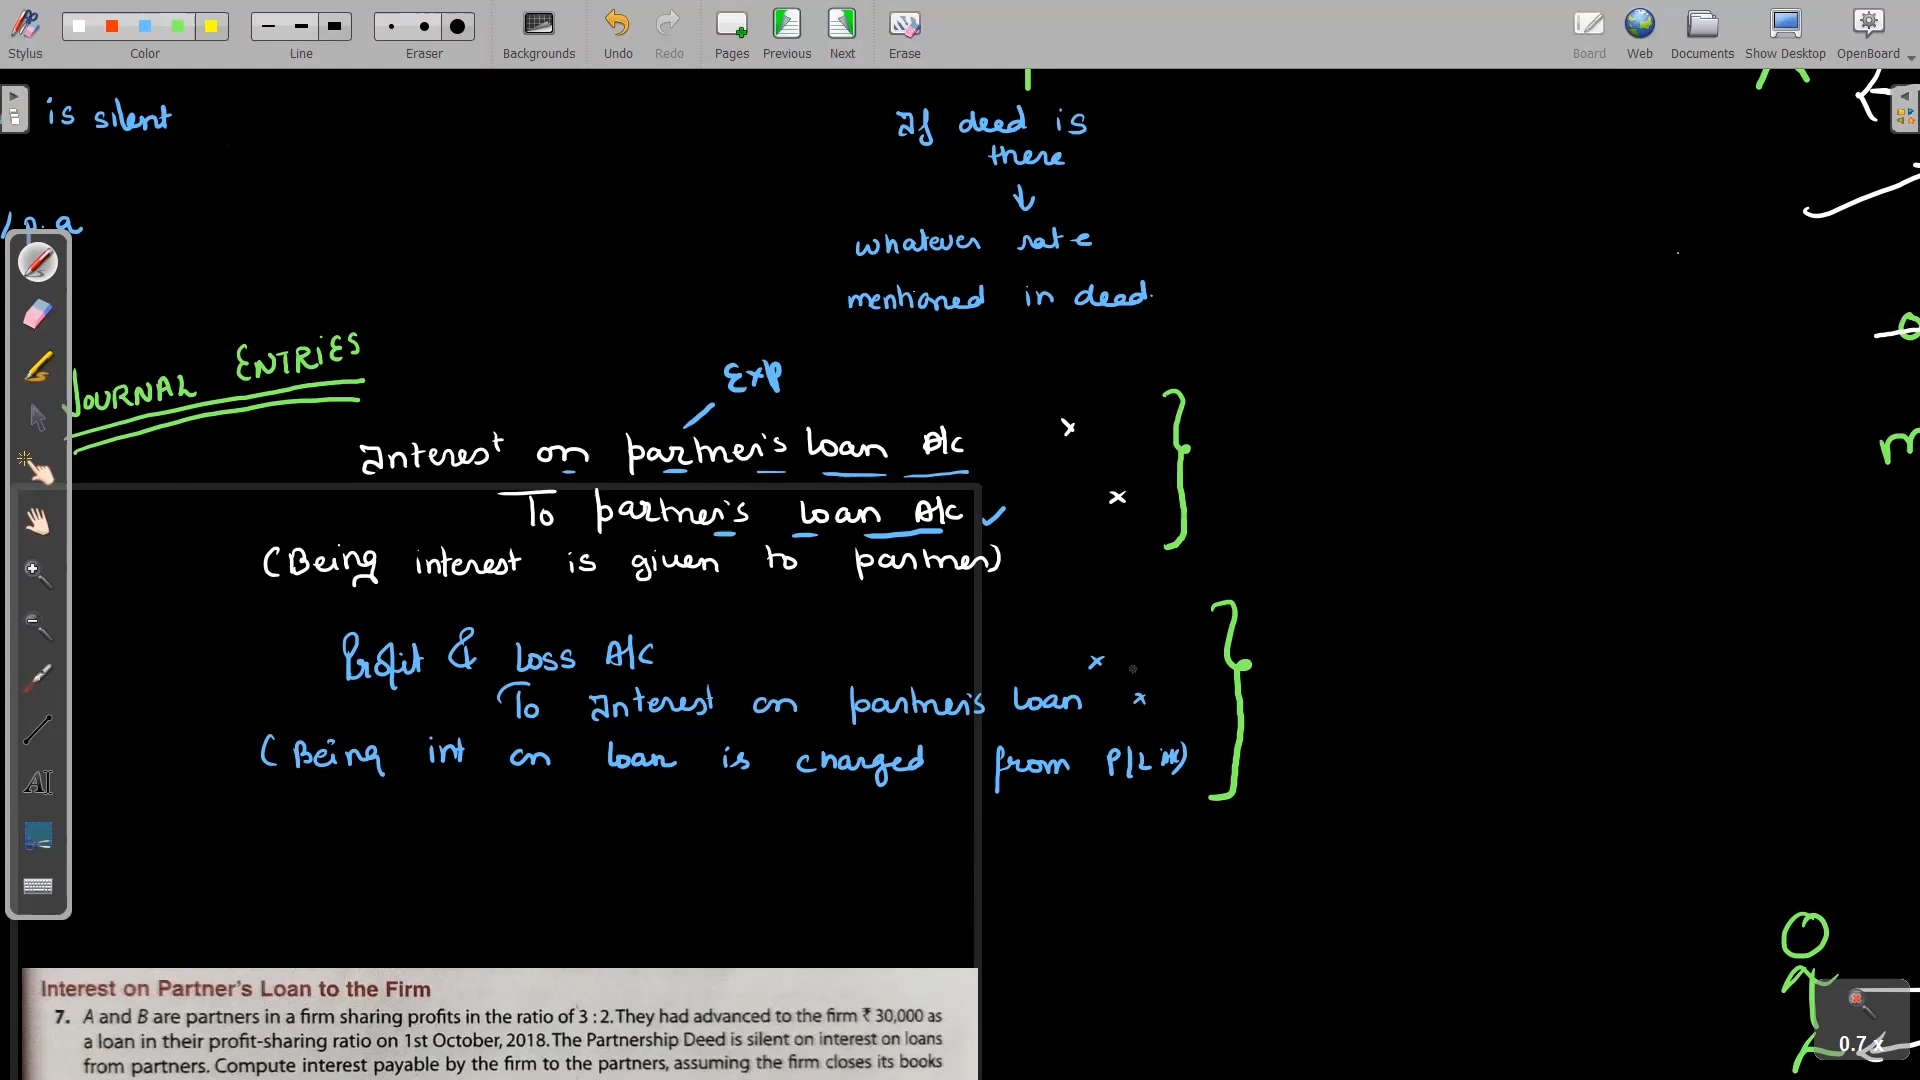 Stylus
Color
Line
Eraser
Backgrounds
Undo
Redo
Pages
Previous
Next
Erase
Board
Web
Documents
Show Desktop
OpenBoard
is silent
If deed is
there
/p.a
whatever rate
mentioned in deed.
JOURNAL ENTRIES
Exp
Interest on partner's loan A/c x
To partner's loan A/c x
(Being interest is given to partner)
Profit & Loss A/c x
To Interest on partner's loan x
(Being int on loan is charged from P/L A/c)
Interest on Partner's Loan to the Firm
7. A and B are partners in a firm sharing profits in the ratio of 3 : 2. They had advanced to the firm ₹ 30,000 as
a loan in their profit-sharing ratio on 1st October, 2018. The Partnership Deed is silent on interest on loans
from partners. Compute interest payable by the firm to the partners, assuming the firm closes its books
0.7 x